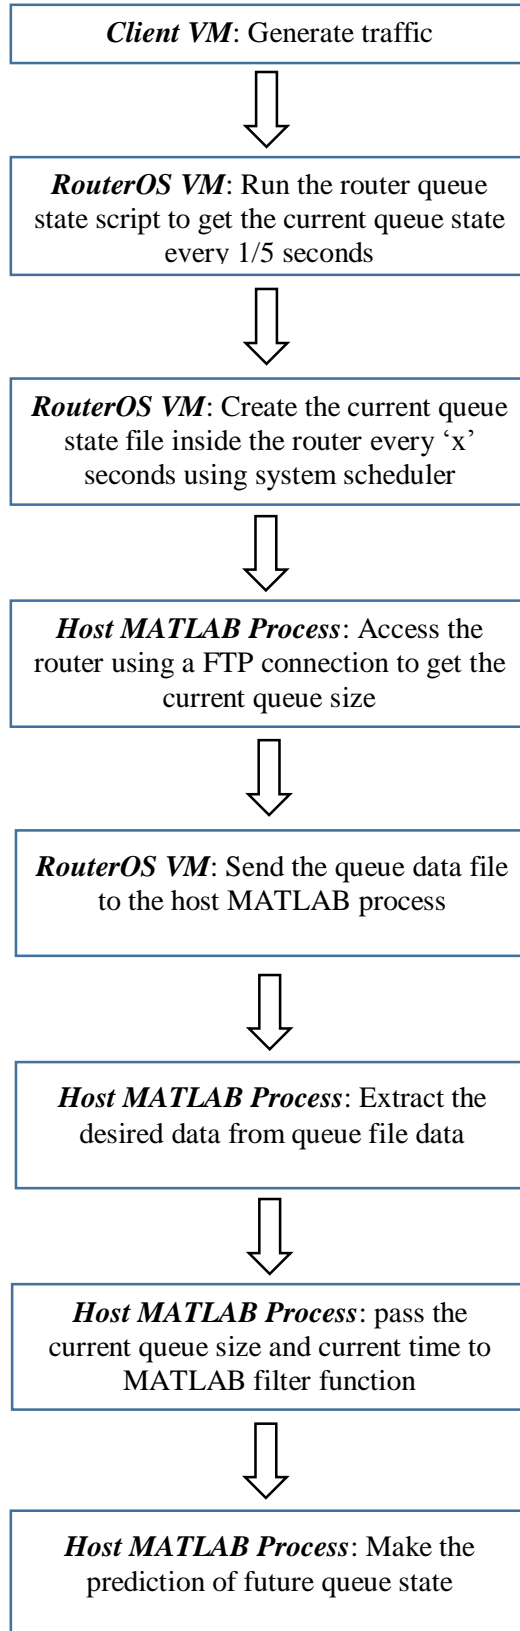 Client VM: Generate traffic
RouterOS VM: Run the router queue
state script to get the current queue state
every 1/5 seconds
RouterOS VM: Create the current queue
state file inside the router every ‘x’
seconds using system scheduler
Host MATLAB Process: Access the
router using a FTP connection to get the
current queue size
RouterOS VM: Send the queue data file
to the host MATLAB process
Host MATLAB Process: Extract the
desired data from queue file data
Host MATLAB Process: pass the
current queue size and current time to
MATLAB filter function
Host MATLAB Process: Make the
prediction of future queue state